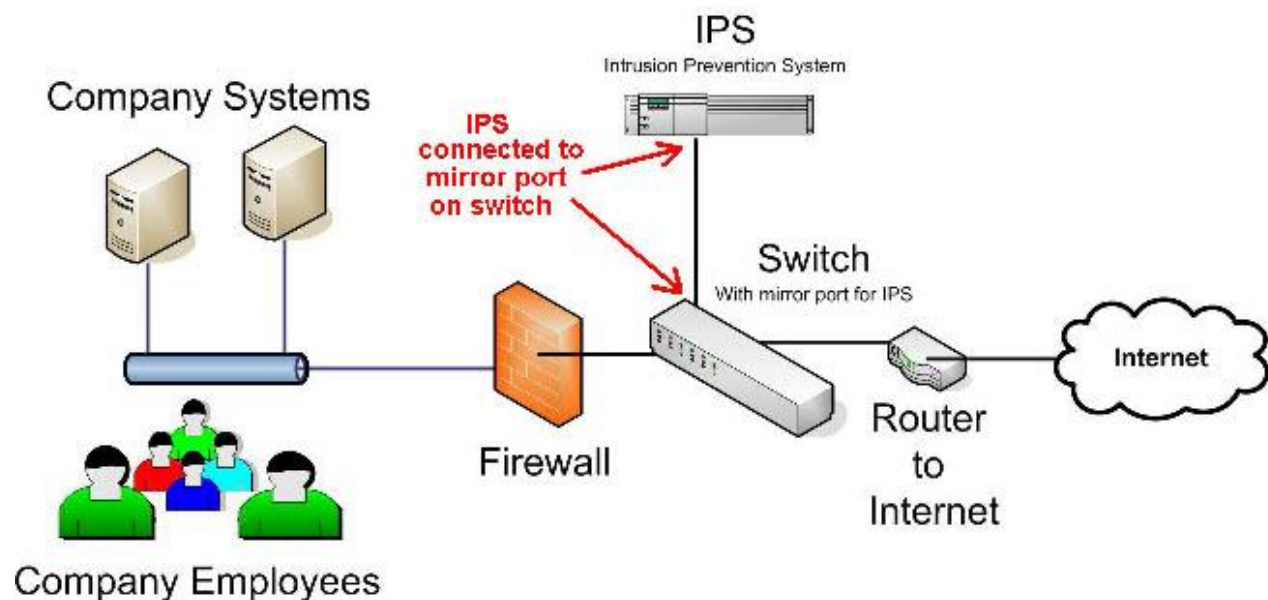 IPS
Intrusion Prevention System
Company Systems
IPS
connected to
mirror port
on switch
Switch
With mirror port for IPS
Internet
Firewall
Router
to
Internet
Company Employees